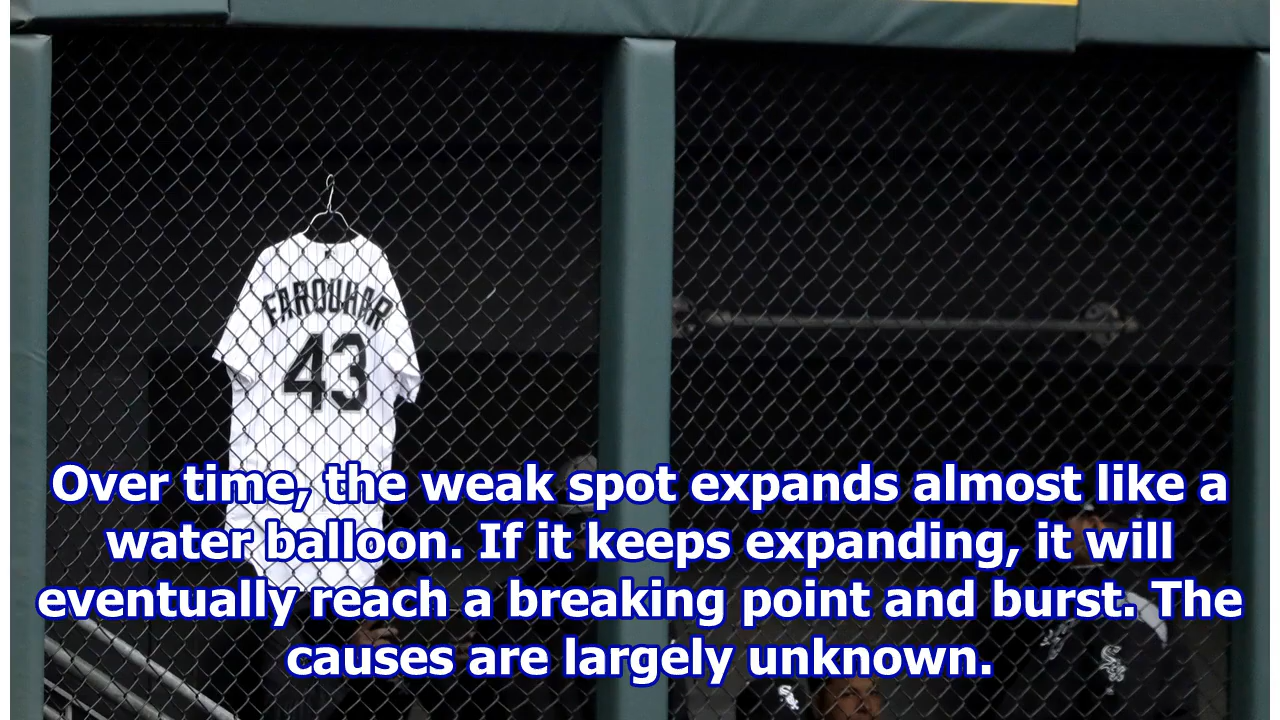 FARQUHAR
43
Over time, the weak spot expands almost like a
water balloon. If it keeps expanding, it will
eventually reach a breaking point and burst. The
causes are largely unknown.
Sox